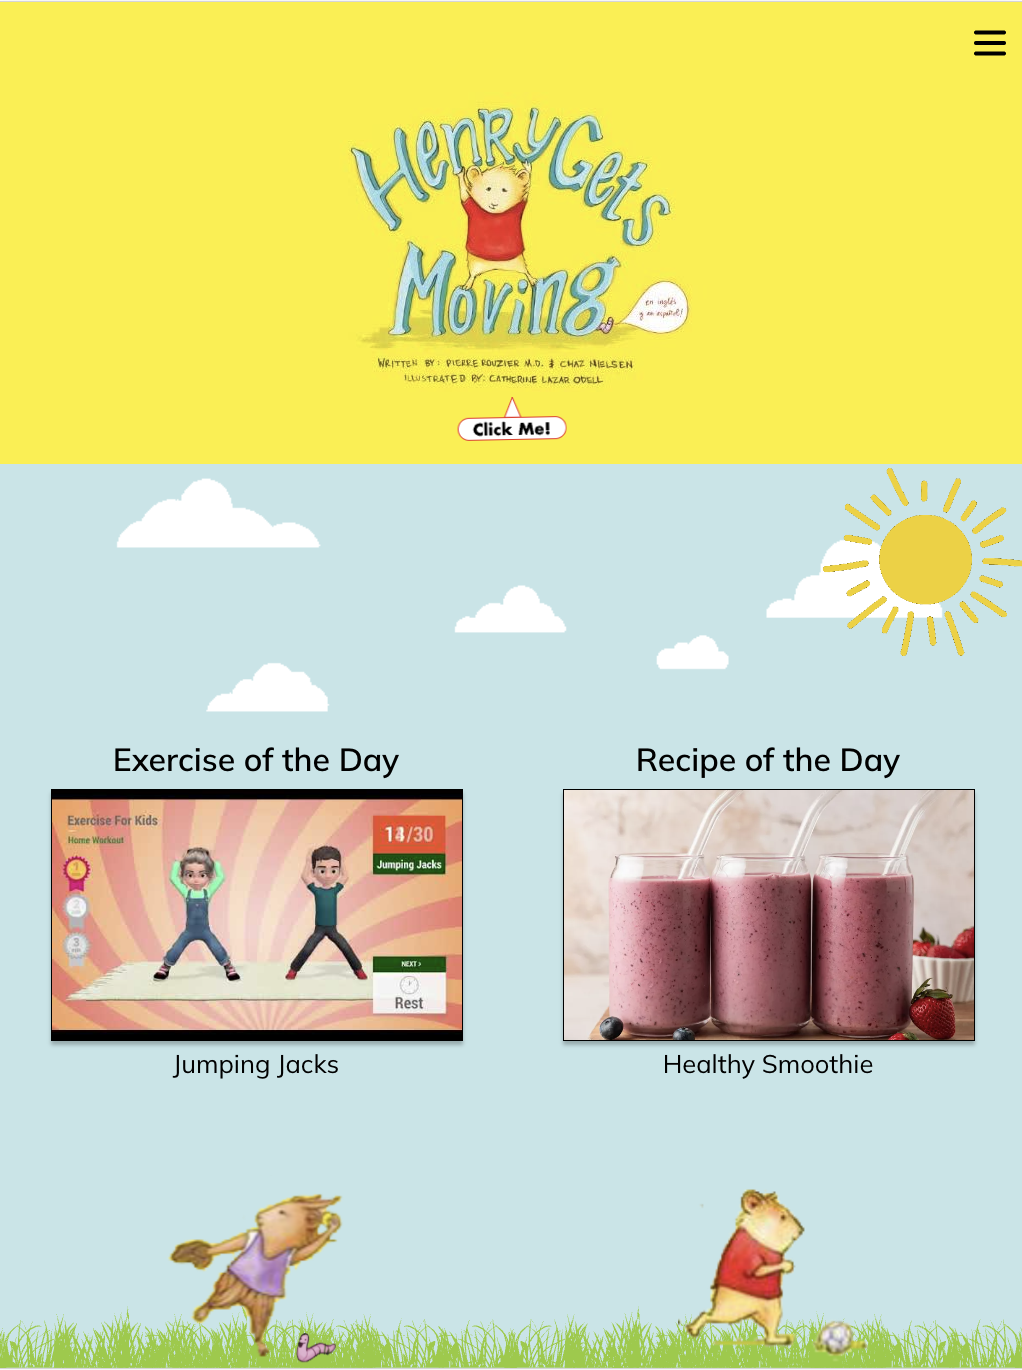 Henry Gets
Moving
en inglés
y en español!
WRITTEN BY: PIERRE ROUZIER M.D. & CHAZ NIELSEN
ILLUSTRATED BY: CATHERINE LAZAR ODELL
Click Me!
Exercise of the Day
Exercise For Kids
Home Workout
1
2
3
/30
Jumping Jacks
NEXT >
Rest
Jumping Jacks
Recipe of the Day
Healthy Smoothie